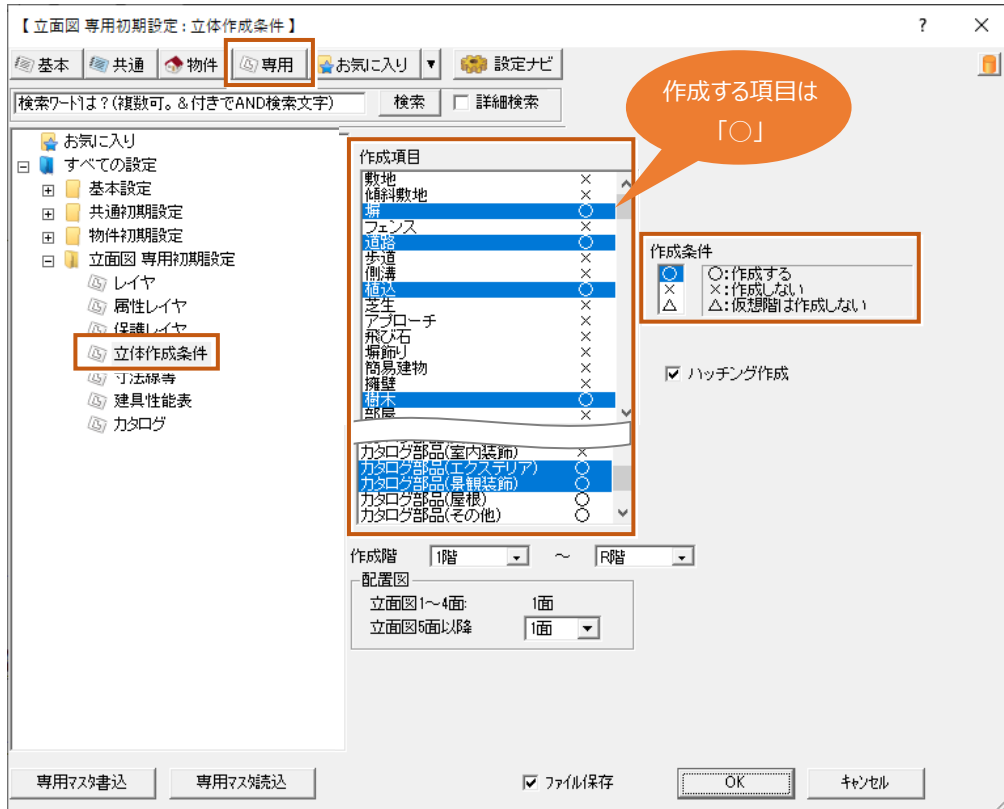 【 立面図 専用初期設定 : 立体作成条件 】
? ×
基本 共通 物件 専用 お気に入り ▼ 設定ナビ
検索ワードは？(複数可。＆付きでAND検索文字) 検索 詳細検索
作成する項目は
「○」
お気に入り
すべての設定
基本設定
共通初期設定
物件初期設定
立面図 専用初期設定
レイヤ
属性レイヤ
保護レイヤ
立体作成条件
寸法線等
建具性能表
カタログ
作成項目
敷地 ×
傾斜敷地 ×
塀 ○
フェンス ×
道路 ○
歩道 ×
側溝 ×
植込 ○
芝生 ×
アプローチ ×
飛び石 ×
塀飾り ×
簡易建物 ×
擁壁 ×
樹木 ○
部屋 ×
カタログ部品(室内装飾) ×
カタログ部品(エクステリア) ○
カタログ部品(景観装飾) ○
カタログ部品(屋根) ○
カタログ部品(その他) ○
作成条件
○ ○:作成する
× ×:作成しない
△ △:仮想階は作成しない
ハッチング作成
作成階 1階 ～ R階
配置図
立面図1～4面: 1面
立面図5面以降 1面
専用マスタ書込 専用マスタ読込 ファイル保存 OK キャンセル